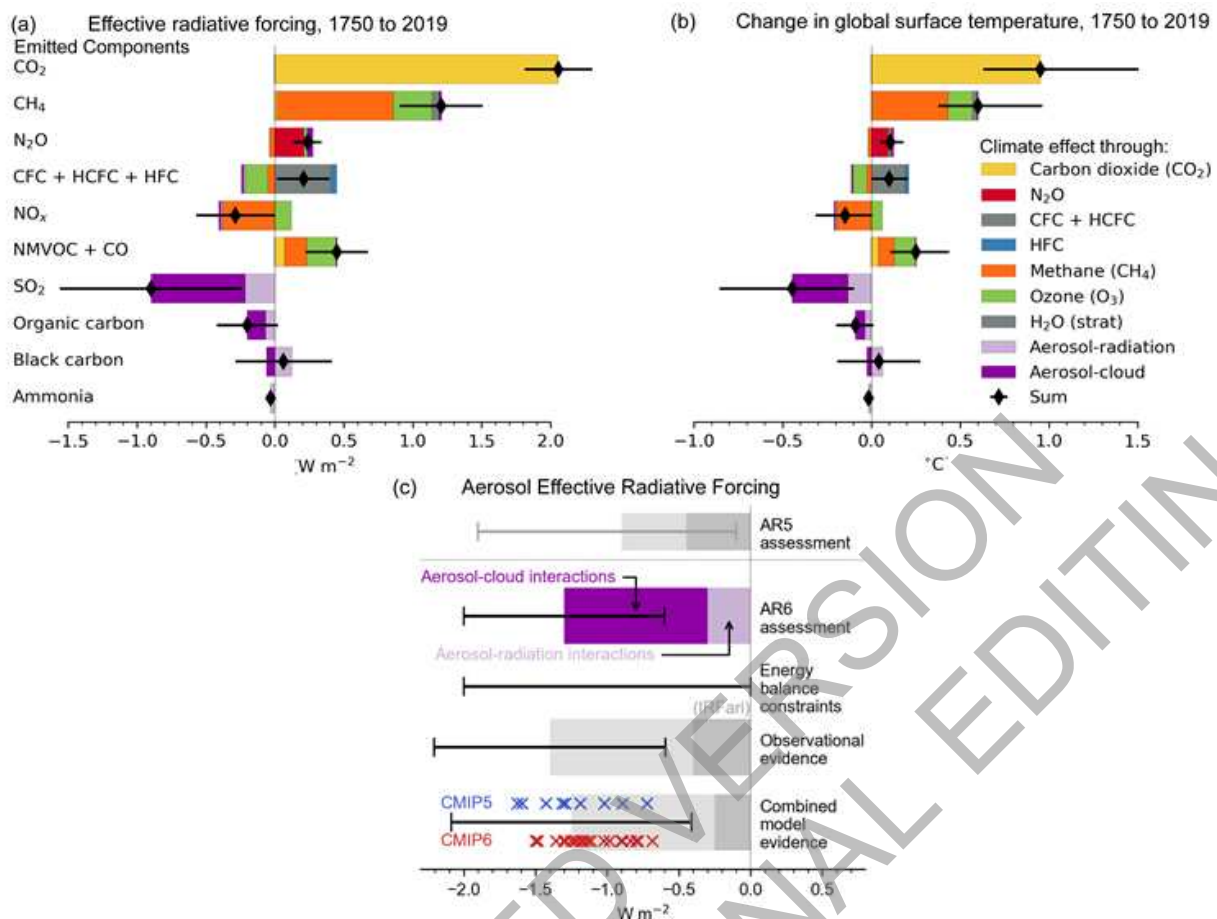 (a) Effective radiative forcing, 1750 to 2019
Emitted Components
CO₂
CH₄
N₂O
CFC + HCFC + HFC
NOₓ
NMVOC + CO
SO₂
Organic carbon
Black carbon
Ammonia
−1.5 −1.0 −0.5 0.0 0.5 1.0 1.5 2.0
W m⁻²
(b) Change in global surface temperature, 1750 to 2019
Climate effect through:
Carbon dioxide (CO₂)
N₂O
CFC + HCFC
HFC
Methane (CH₄)
Ozone (O₃)
H₂O (strat)
Aerosol-radiation
Aerosol-cloud
Sum
−1.0 −0.5 0.0 0.5 1.0 1.5
°C
(c) Aerosol Effective Radiative Forcing
AR5
assessment
Aerosol-cloud interactions
AR6
assessment
Aerosol-radiation interactions
Energy
balance
constraints
(IRFari)
Observational
evidence
CMIP5
Combined
model
evidence
CMIP6
−2.0 −1.5 −1.0 −0.5 0.0 0.5
W m⁻²
ED VERSION
NAL EDITIN